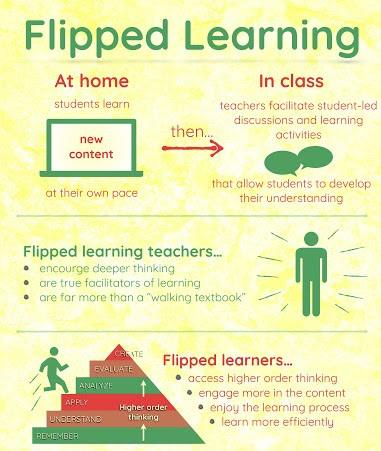 Flipped Learning
At home
students learn
new
content
at their own pace
then...
In class
teachers facilitate student-led
discussions and learning
activities
that allow students to develop
their understanding
Flipped learning teachers...
encourge deeper thinking
are true facilitators of learning
are far more than a "walking textbook"
CREATE
EVALUATE
ANALYZE
APPLY
UNDERSTAND
REMEMBER
Higher order
thinking
Flipped learners...
access higher order thinking
engage more in the content
enjoy the learning process
learn more efficiently